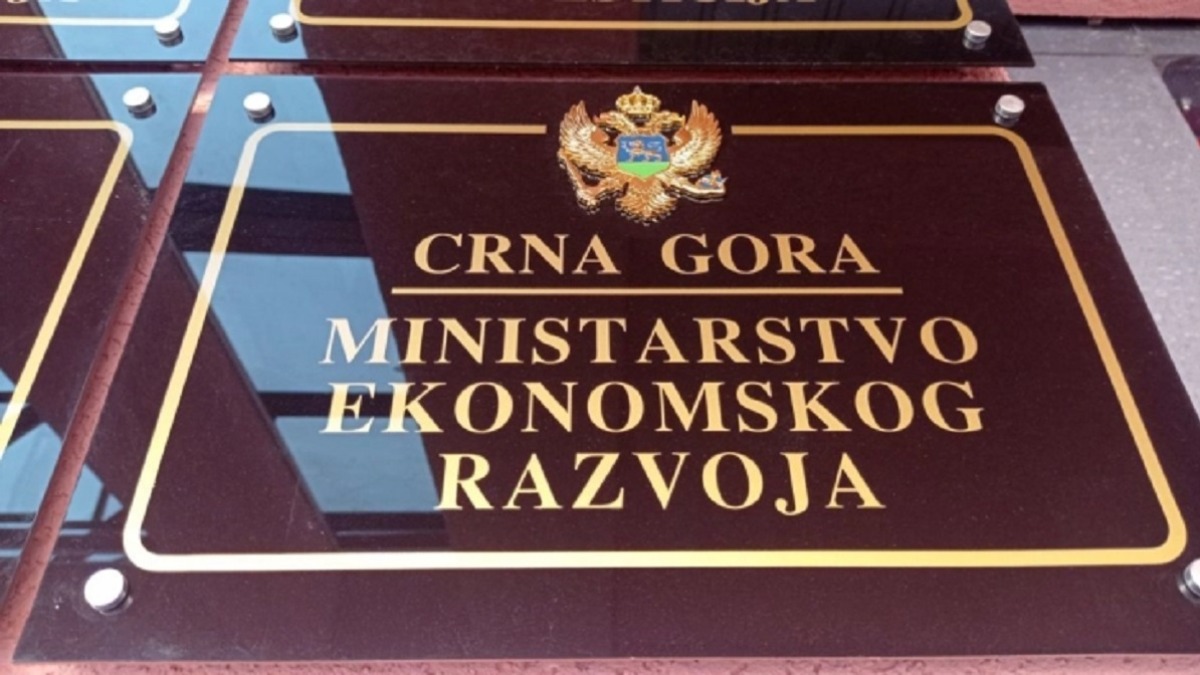 CRNA GORA
MINISTARSTVO
EKONOMSKOG
RAZVOJA